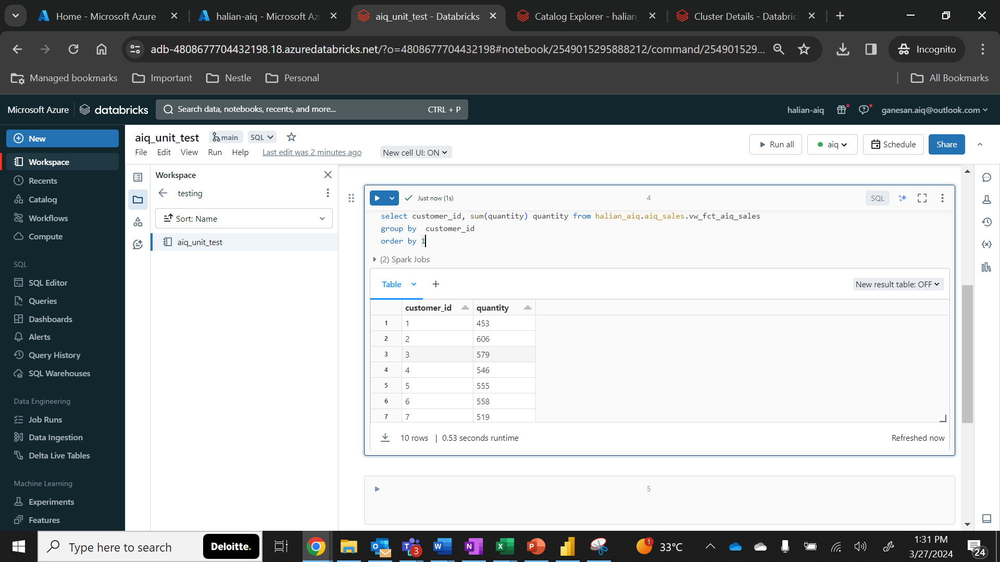 Home - Microsoft Azure
halian-aiq - Microsoft Az
aiq_unit_test - Databricks
Catalog Explorer - halian_
Cluster Details - Databric
adb-4808677704432198.18.azuredatabricks.net/?o=4808677704432198#notebook/2549015295888212/command/254901529...
Incognito
Managed bookmarks
Important
Nestle
Personal
All Bookmarks
Microsoft Azure
databricks
Search data, notebooks, recents, and more...
CTRL + P
halian-aiq
ganesan.aiq@outlook.com
New
Workspace
Recents
Catalog
Workflows
Compute
SQL
SQL Editor
Queries
Dashboards
Alerts
Query History
SQL Warehouses
Data Engineering
Job Runs
Data Ingestion
Delta Live Tables
Machine Learning
Experiments
Features
aiq_unit_test
main
SQL
File
Edit
View
Run
Help
Last edit was 2 minutes ago
New cell UI: ON
Run all
aiq
Schedule
Share
Workspace
testing
Sort: Name
aiq_unit_test
Just now (1s)
4
SQL
select customer_id, sum(quantity) quantity from halian_aiq.aiq_sales.vw_fct_aiq_sales
group by  customer_id
order by 1
(2) Spark Jobs
Table
New result table: OFF
customer_id quantity
1 1 453
2 2 606
3 3 579
4 4 546
5 5 555
6 6 558
7 7 519
10 rows | 0.53 seconds runtime
Refreshed now
5
Type here to search
Deloitte.
3
1
33°C
1:31 PM
3/27/2024
24